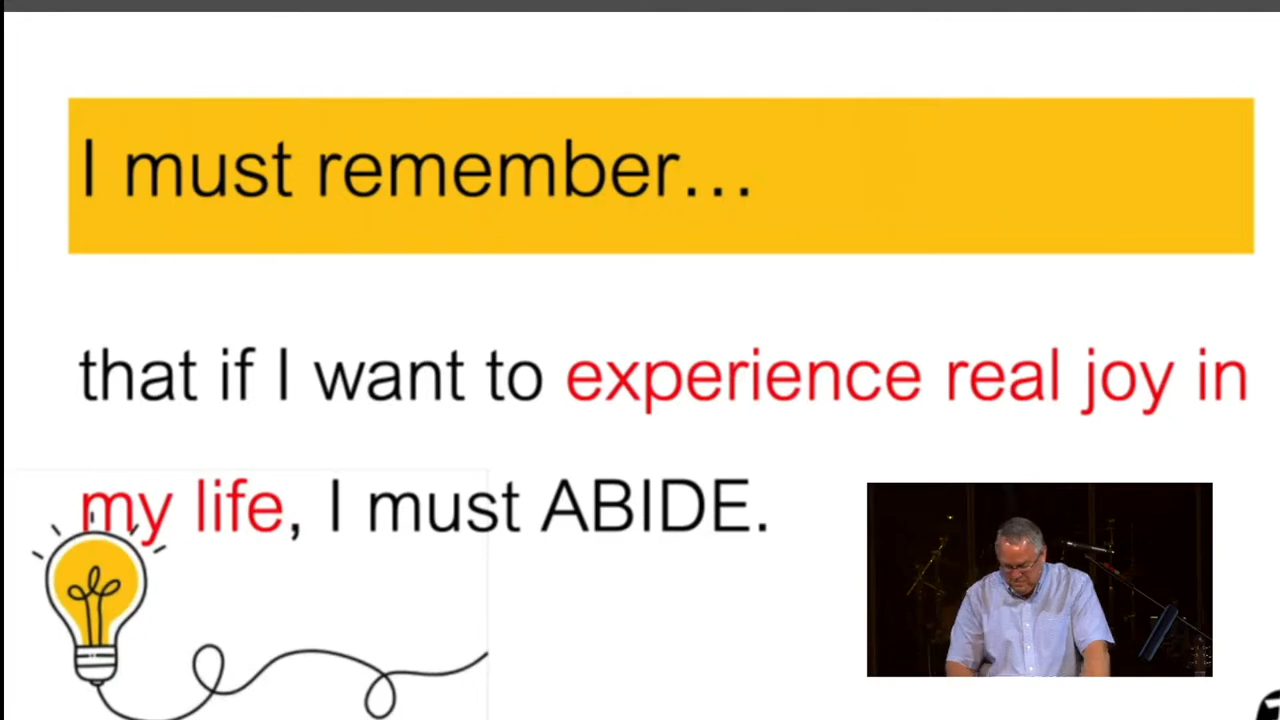 I must remember...
that if I want to experience real joy in
my life, I must ABIDE.